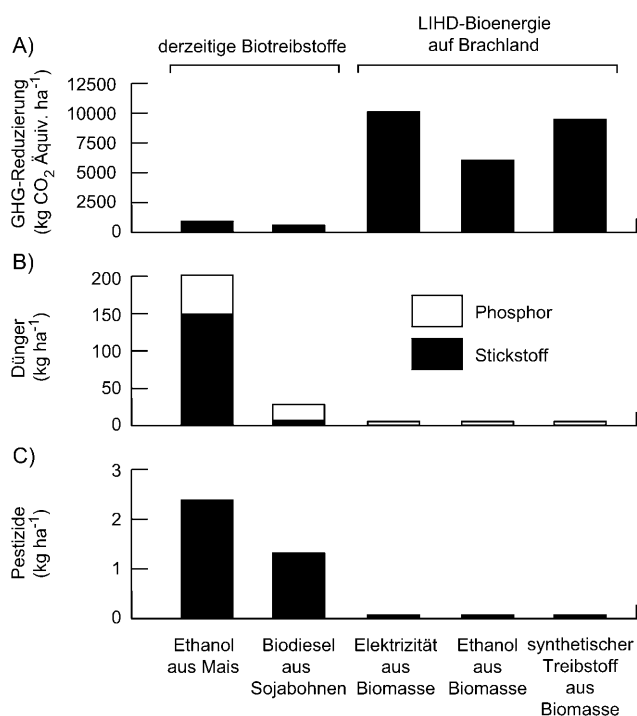 A)
derzeitige Biotreibstoffe
LIHD-Bioenergie
auf Brachland
GHG-Reduzierung
(kg CO₂ Äquiv. ha⁻¹)
12500
10000
7500
5000
2500
0
B)
Dünger
(kg ha⁻¹)
200
150
100
50
0
Phosphor
Stickstoff
C)
Pestizide
(kg ha⁻¹)
3
2
1
0
Ethanol
aus Mais
Biodiesel
aus
Sojabohnen
Elektrizität
aus
Biomasse
Ethanol
aus
Biomasse
synthetischer
Treibstoff
aus
Biomasse